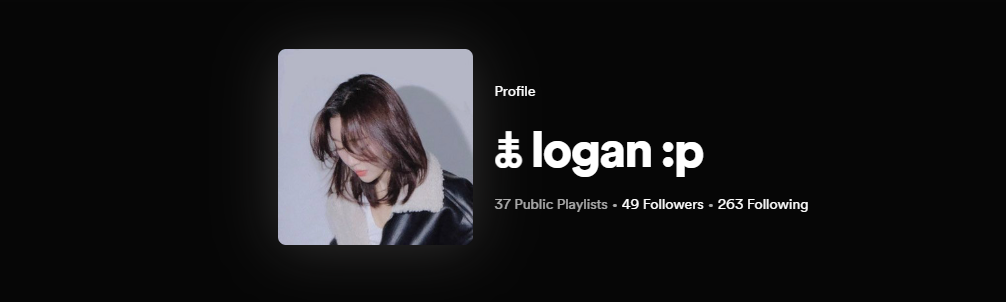 Profile
logan :p
37 Public Playlists • 49 Followers • 263 Following